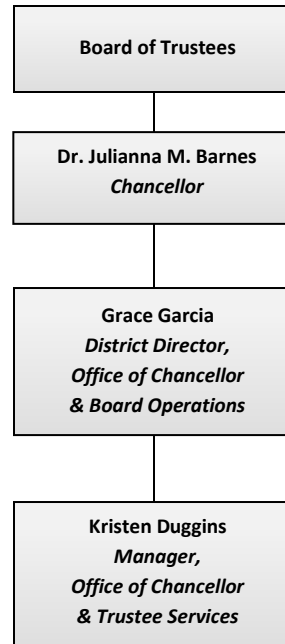 Board of Trustees
Dr. Julianna M. Barnes
Chancellor
Grace Garcia
District Director,
Office of Chancellor
& Board Operations
Kristen Duggins
Manager,
Office of Chancellor
& Trustee Services